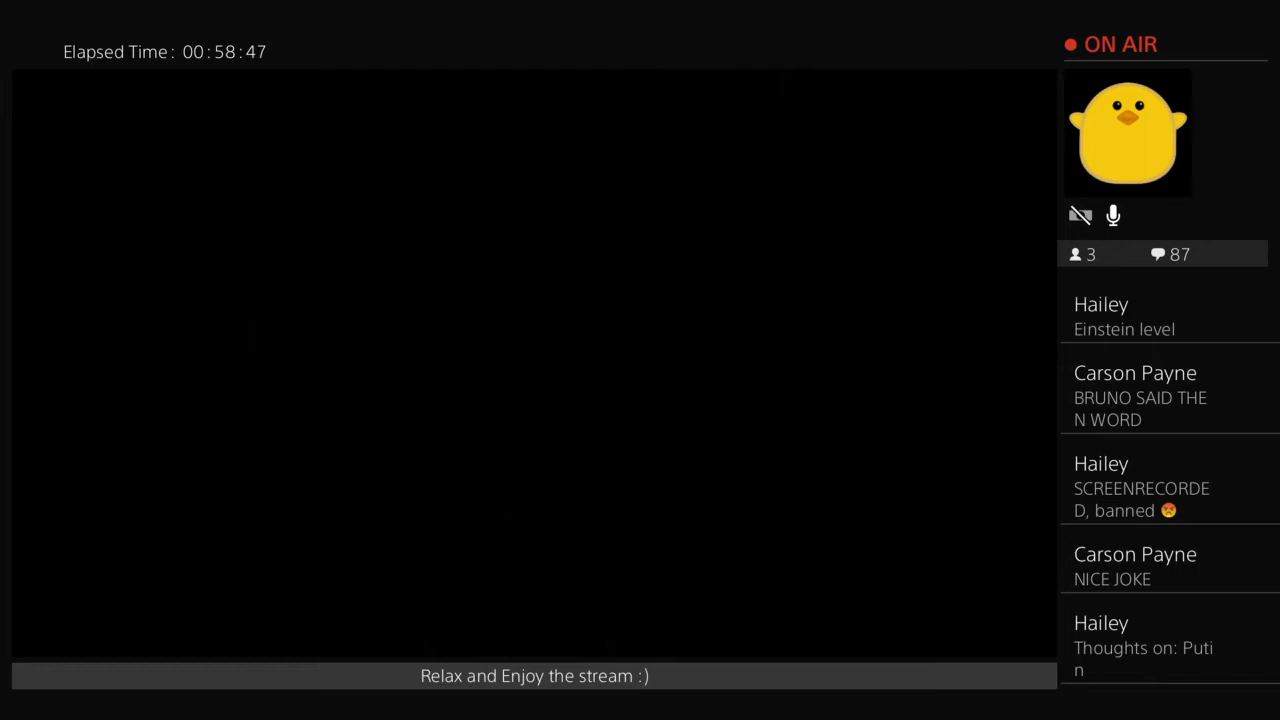 Elapsed Time: 00:58:47
ON AIR
3 87
Hailey
Einstein level
Carson Payne
BRUNO SAID THE
N WORD
Hailey
SCREENRECORDE
D, banned 😡
Carson Payne
NICE JOKE
Hailey
Thoughts on: Puti
n
Relax and Enjoy the stream :)